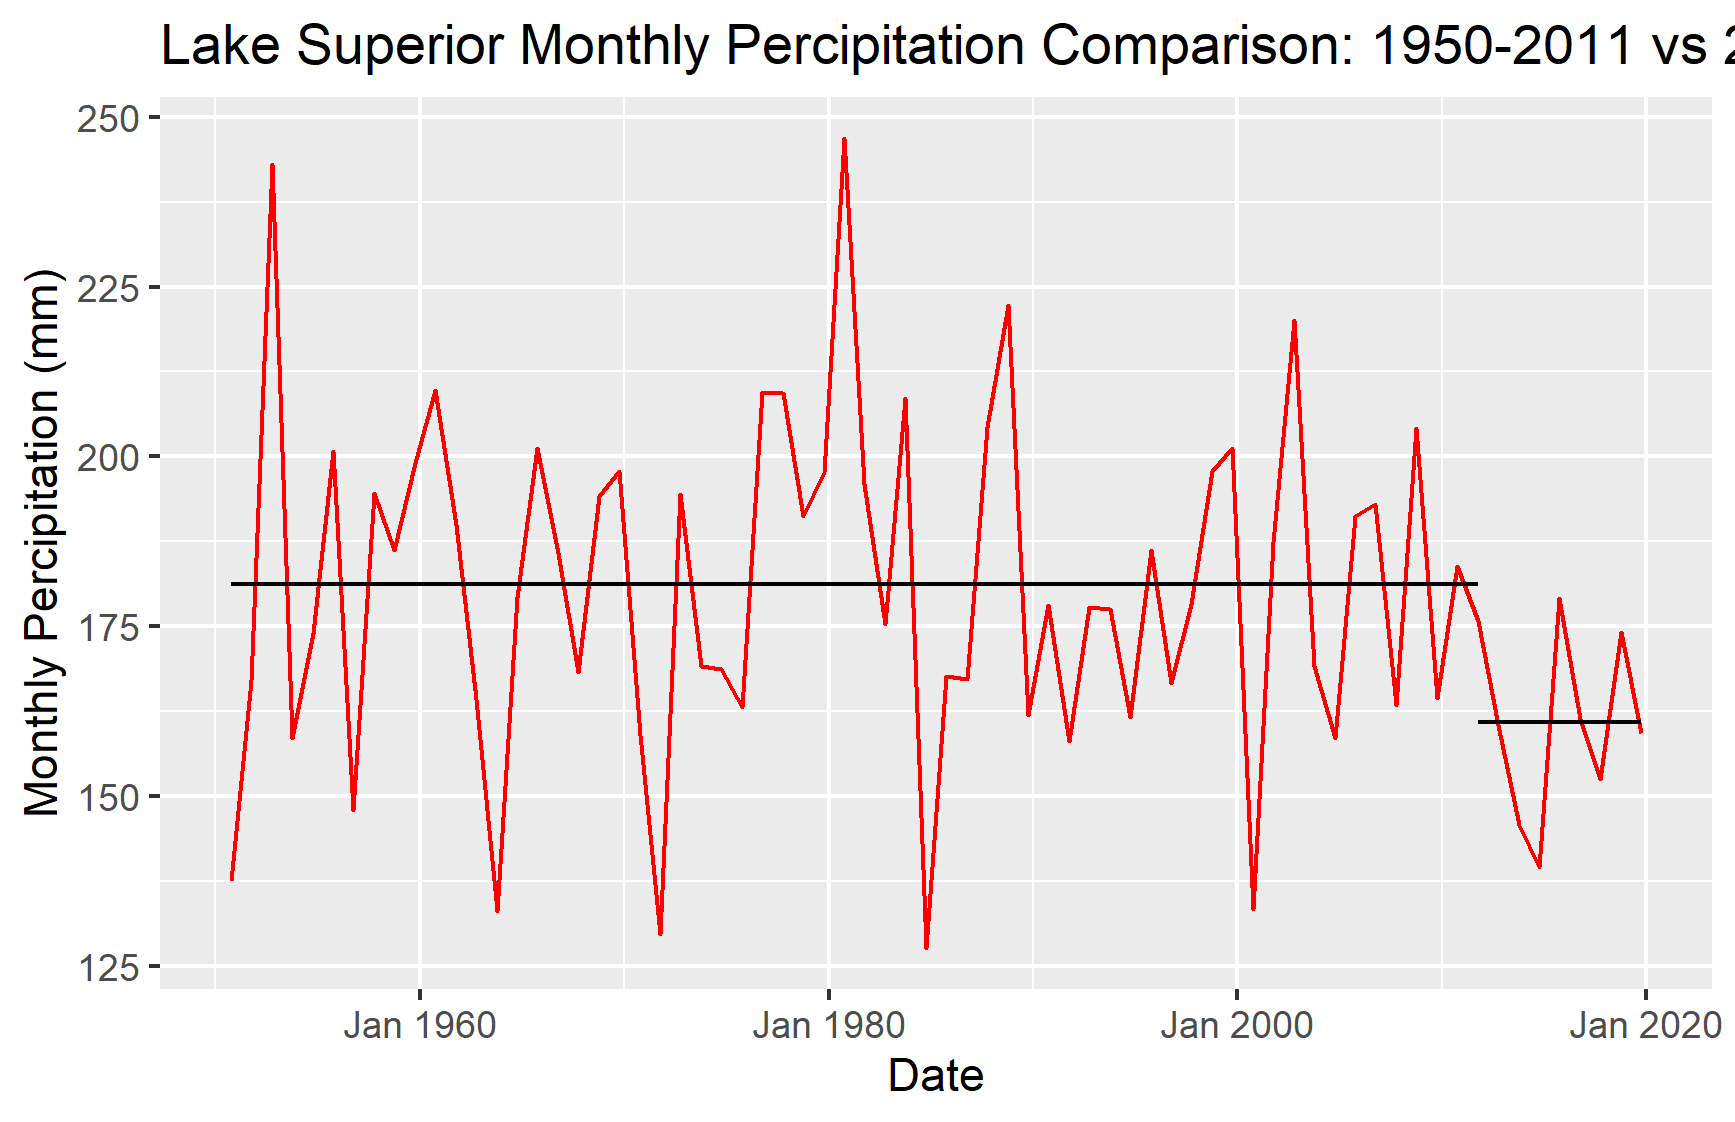 Lake Superior Monthly Percipitation Comparison: 1950-2011 vs 2
Monthly Percipitation (mm)
250
225
200
175
150
125
Jan 1960
Jan 1980
Jan 2000
Jan 2020
Date